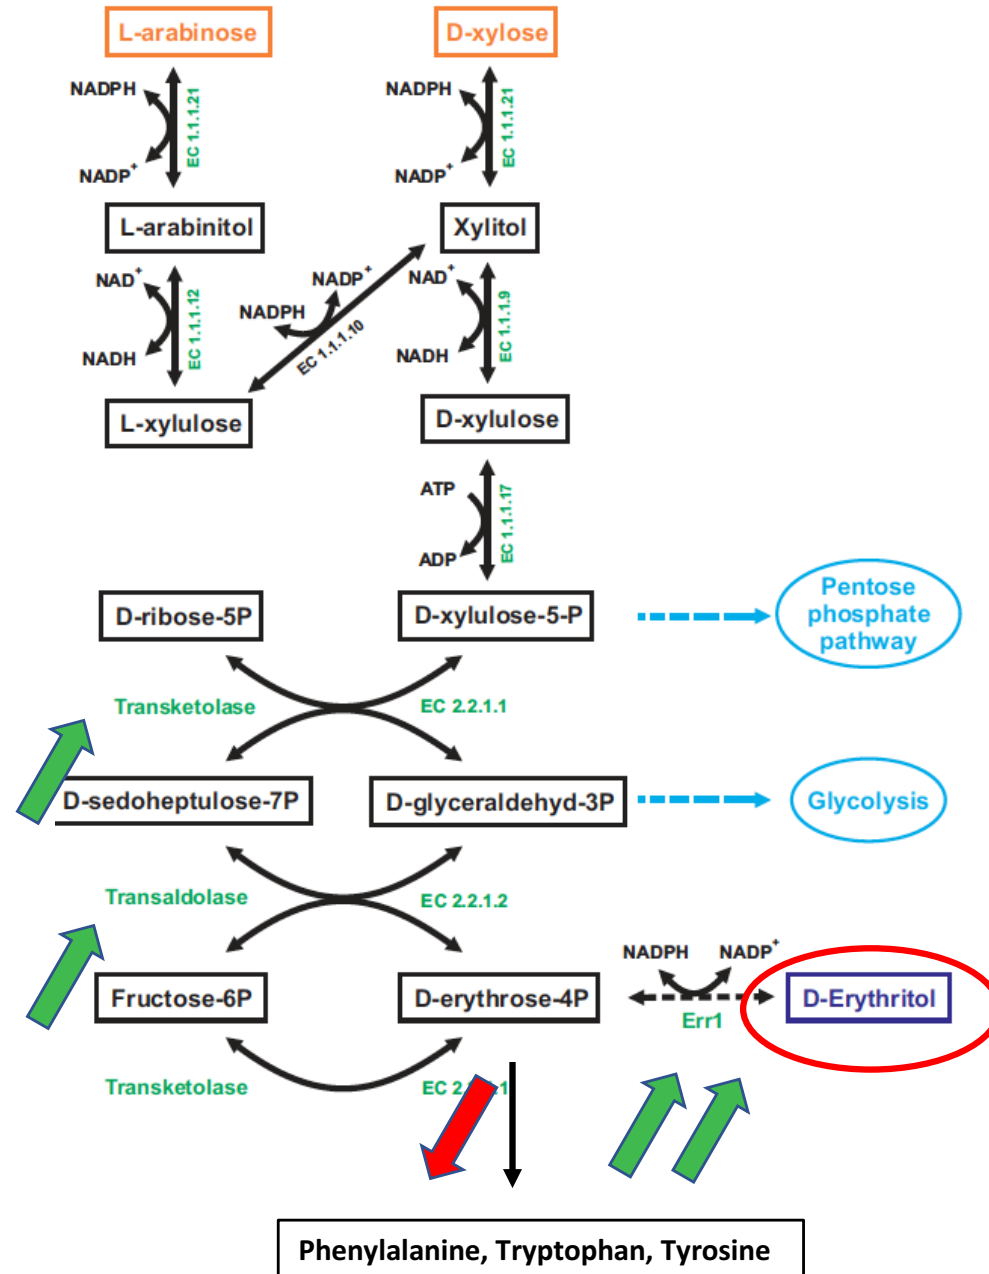 L-arabinose
D-xylose
NADPH
EC 1.1.1.21
NADP+
NADPH
EC 1.1.1.21
NADP+
L-arabinitol
Xylitol
NAD+
EC 1.1.1.12
NADH
NADPH
NADP+
EC 1.1.1.10
NAD+
EC 1.1.1.9
NADH
L-xylulose
D-xylulose
ATP
EC 1.1.1.17
ADP
D-ribose-5P
D-xylulose-5-P
Pentose
phosphate
pathway
Transketolase
EC 2.2.1.1
D-sedoheptulose-7P
D-glyceraldehyd-3P
Glycolysis
Transaldolase
EC 2.2.1.2
NADPH
NADP+
Fructose-6P
D-erythrose-4P
Err1
D-Erythritol
Transketolase
EC 2
1
Phenylalanine, Tryptophan, Tyrosine